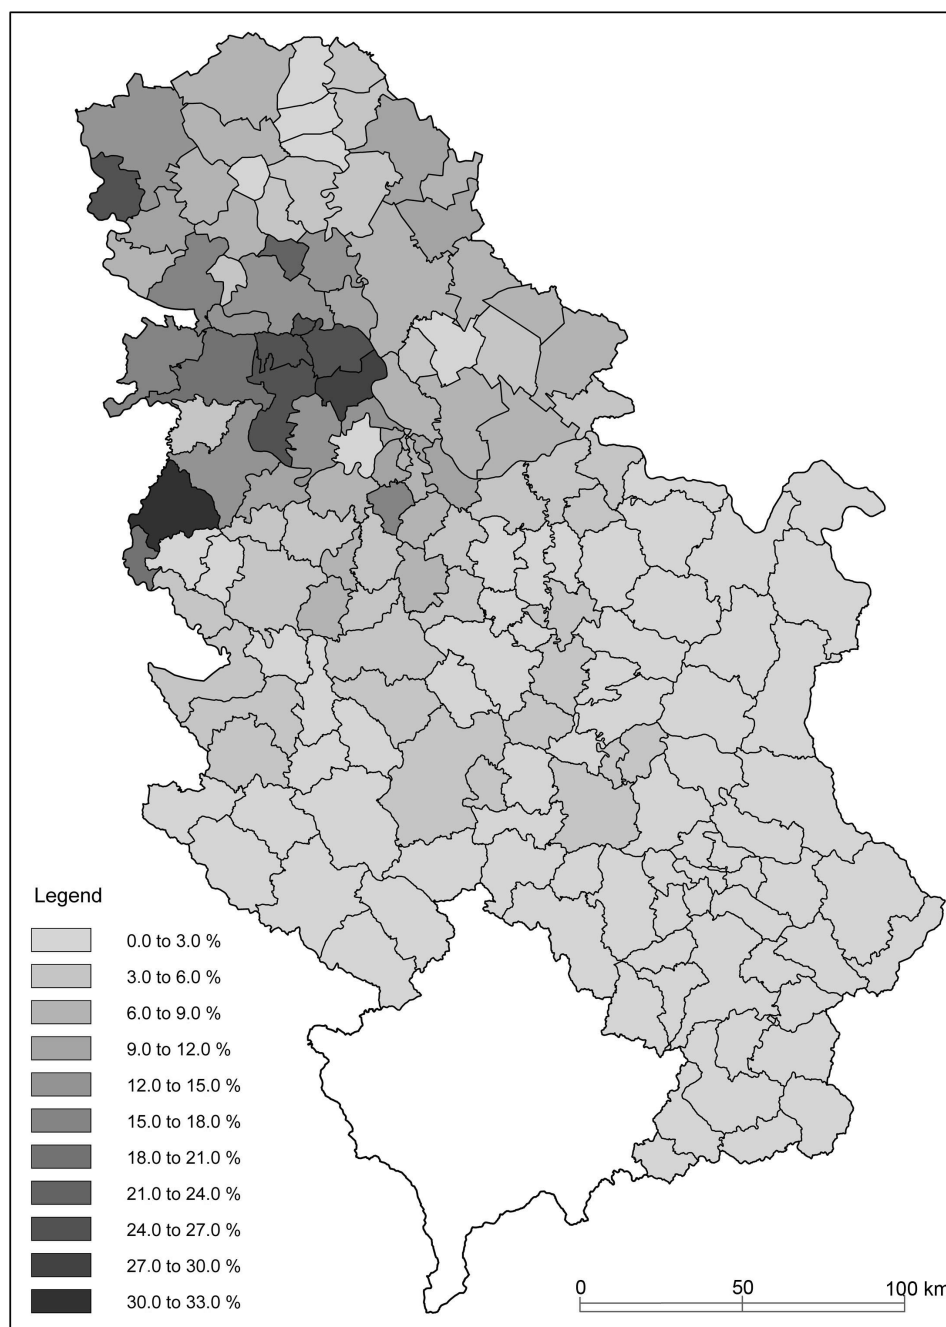 Legend
0.0 to 3.0 %
3.0 to 6.0 %
6.0 to 9.0 %
9.0 to 12.0 %
12.0 to 15.0 %
15.0 to 18.0 %
18.0 to 21.0 %
21.0 to 24.0 %
24.0 to 27.0 %
27.0 to 30.0 %
30.0 to 33.0 %
0 50 100 km